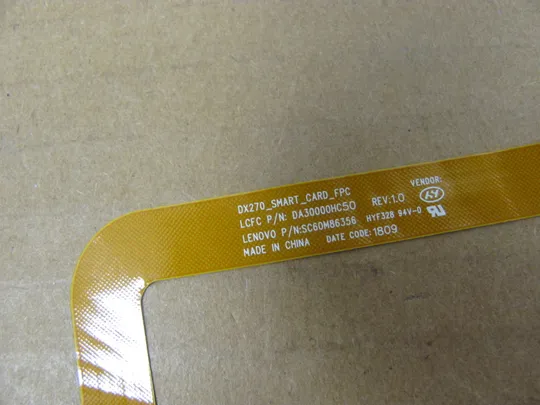 DX270_SMART_CARD_FPC
LCFC P/N: DA30000HC50 REV:1.0 VENDOR:
LENOVO P/N:SC60M86356 HYF328 94V-0
MADE IN CHINA DATE CODE: 1809